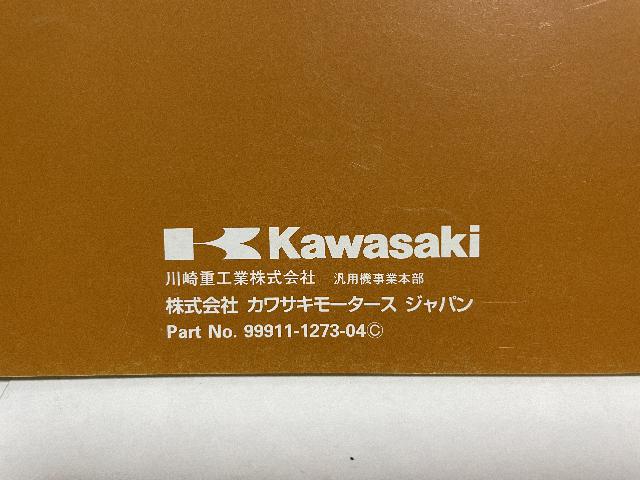 Kawasaki
川崎重工業株式会社 汎用機事業本部
株式会社 カワサキモータース ジャパン
Part No. 99911-1273-04Ⓒ